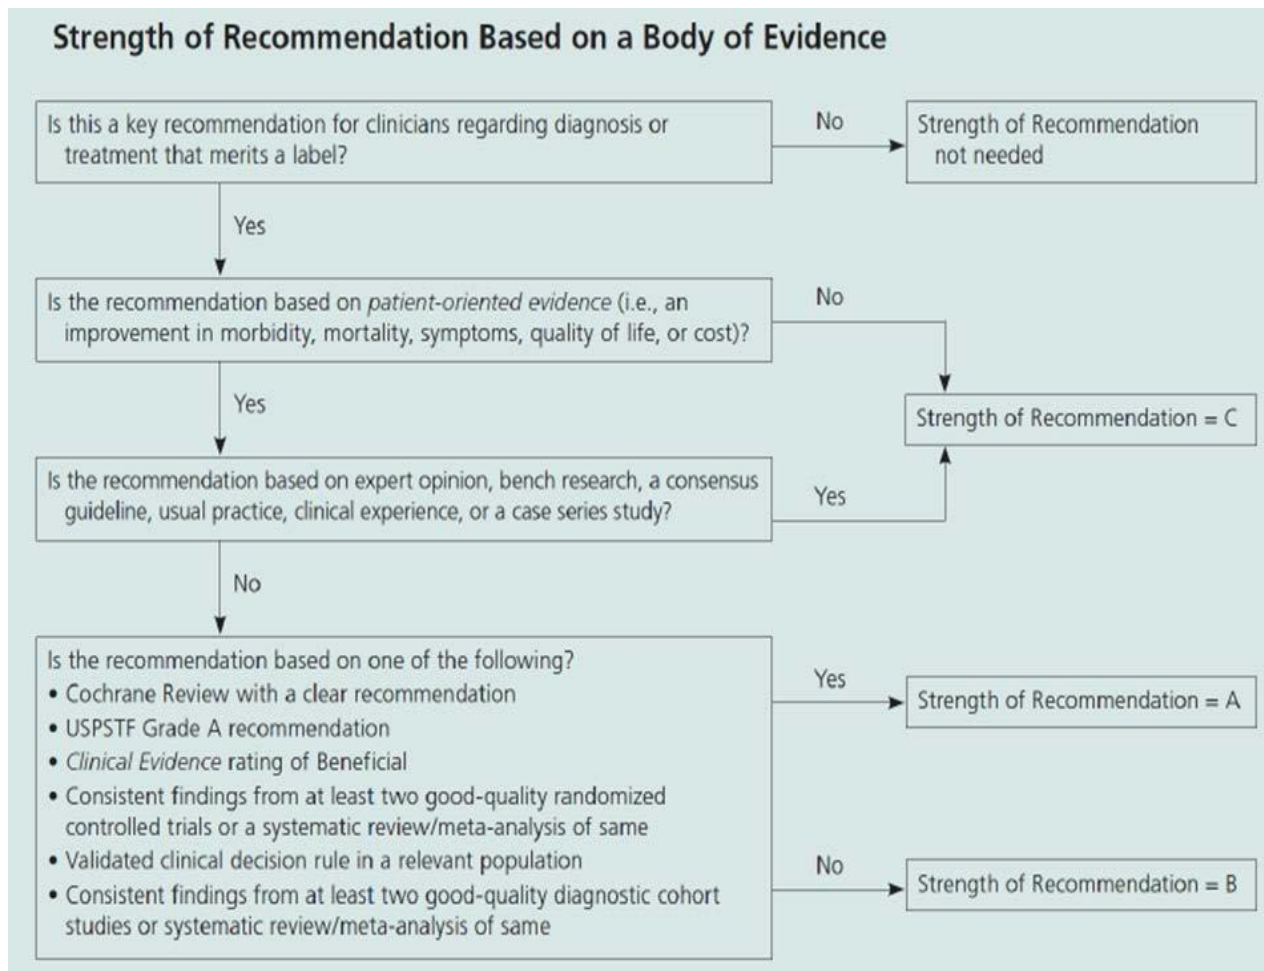 Strength of Recommendation Based on a Body of Evidence
Is this a key recommendation for clinicians regarding diagnosis or
treatment that merits a label?
No
Strength of Recommendation
not needed
Yes
Is the recommendation based on patient-oriented evidence (i.e., an
improvement in morbidity, mortality, symptoms, quality of life, or cost)?
No
Yes
Strength of Recommendation = C
Is the recommendation based on expert opinion, bench research, a consensus
guideline, usual practice, clinical experience, or a case series study?
Yes
No
Is the recommendation based on one of the following?
• Cochrane Review with a clear recommendation
• USPSTF Grade A recommendation
• Clinical Evidence rating of Beneficial
• Consistent findings from at least two good-quality randomized
controlled trials or a systematic review/meta-analysis of same
• Validated clinical decision rule in a relevant population
• Consistent findings from at least two good-quality diagnostic cohort
studies or systematic review/meta-analysis of same
Yes
Strength of Recommendation = A
No
Strength of Recommendation = B